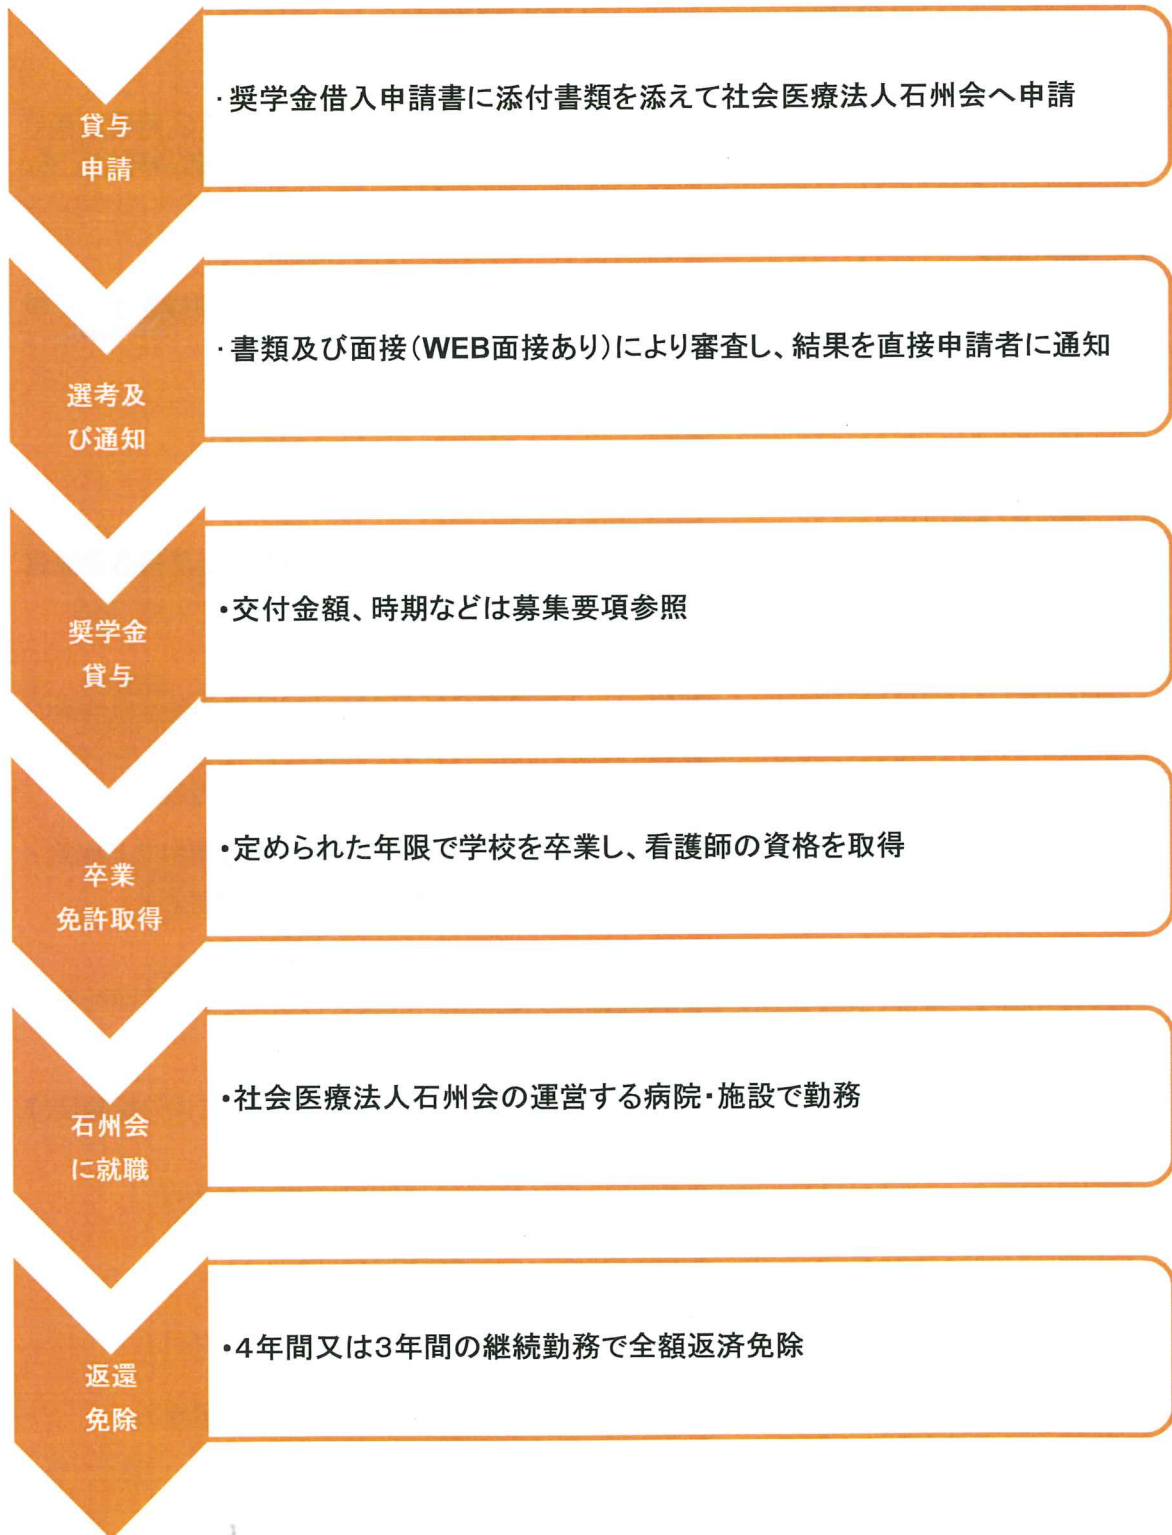 貸与
申請
・奨学金借入申請書に添付書類を添えて社会医療法人石州会へ申請
選考及
び通知
・書類及び面接(WEB面接あり)により審査し、結果を直接申請者に通知
奨学金
貸与
•交付金額、時期などは募集要項参照
卒業
免許取得
•定められた年限で学校を卒業し、看護師の資格を取得
石州会
に就職
•社会医療法人石州会の運営する病院・施設で勤務
返還
免除
•4年間又は3年間の継続勤務で全額返済免除